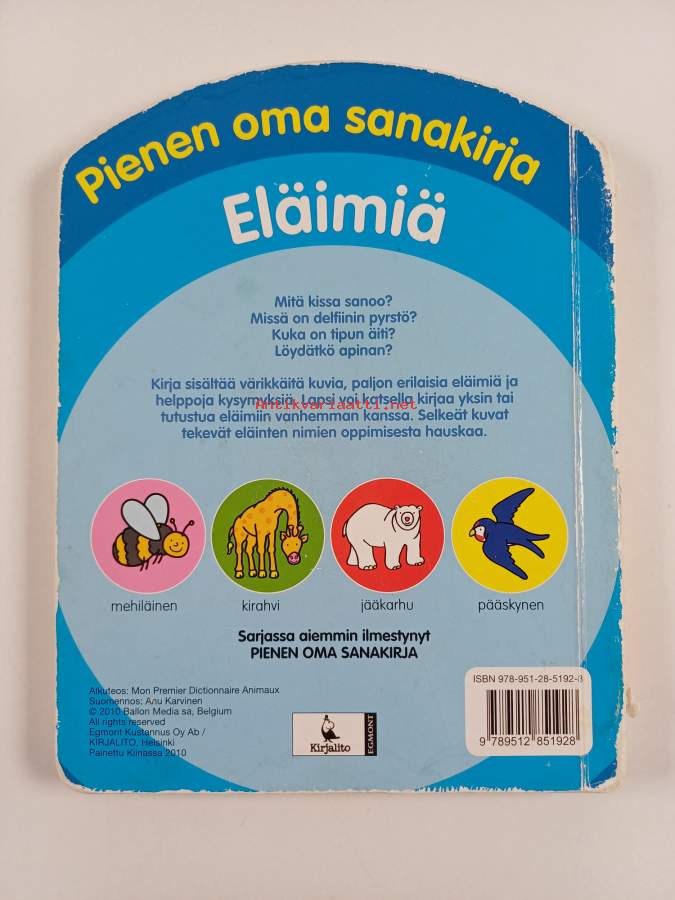 Pienen oma sanakirja
Eläimiä
Mitä kissa sanoo?
Missä on delfiinin pyrstö?
Kuka on tipun äiti?
Löydätkö apinan?
Kirja sisältää värikkäitä kuvia, paljon erilaisia eläimiä ja
helppoja kysymyksiä. Lapsi voi katsella kirjaa yksin tai
Antikvariaatti.net
tutustua eläimiin vanhemman kanssa. Selkeät kuvat
tekevät eläinten nimien oppimisesta hauskaa.
mehiläinen
kirahvi
jääkarhu
pääskynen
Sarjassa aiemmin ilmestynyt
PIENEN OMA SANAKIRJA
Alkuteos: Mon Premier Dictionnaire Animaux
Suomennos: Anu Karvinen
© 2010 Ballon Media sa, Belgium
All rights reserved
Egmont Kustannus Oy Ab /
KIRJALITO, Helsinki
Painettu Kiinassa 2010
Kirjalito
EGMONT
ISBN 978-951-28-5192-8
9 789512 851928